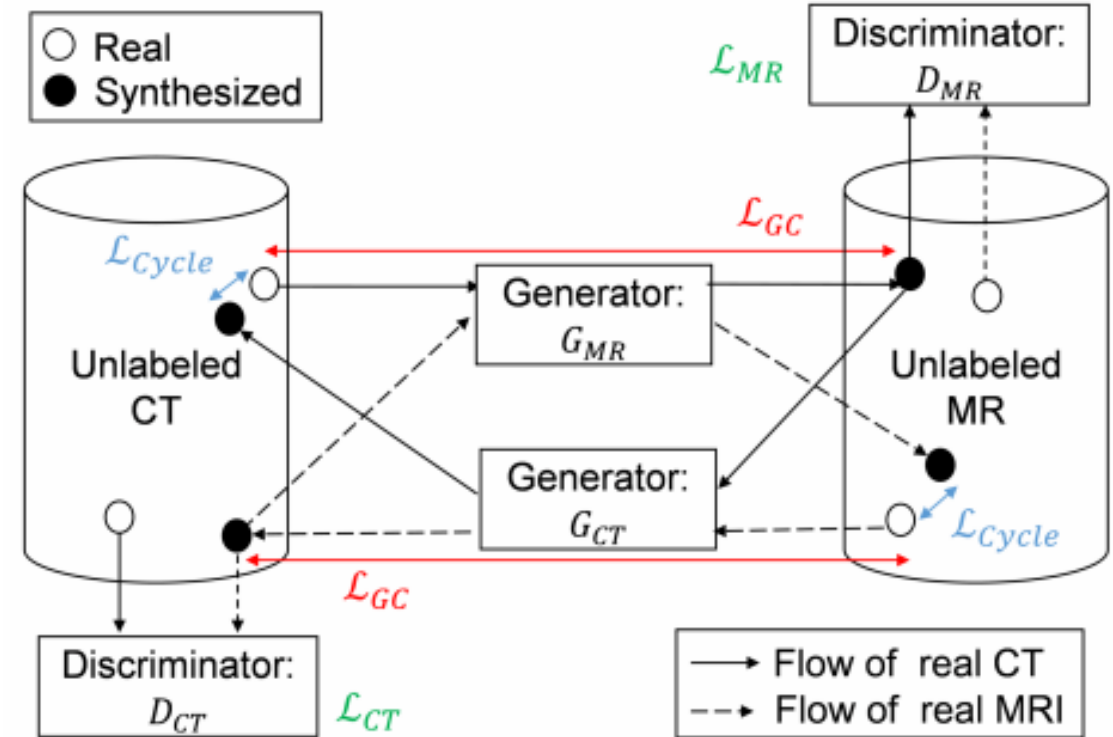 Real
Synthesized
Discriminator:
D_MR
ℒ_MR
ℒ_GC
ℒ_Cycle
Generator:
G_MR
Unlabeled
CT
Unlabeled
MR
Generator:
G_CT
ℒ_Cycle
ℒ_GC
Discriminator:
D_CT
ℒ_CT
Flow of real CT
Flow of real MRI